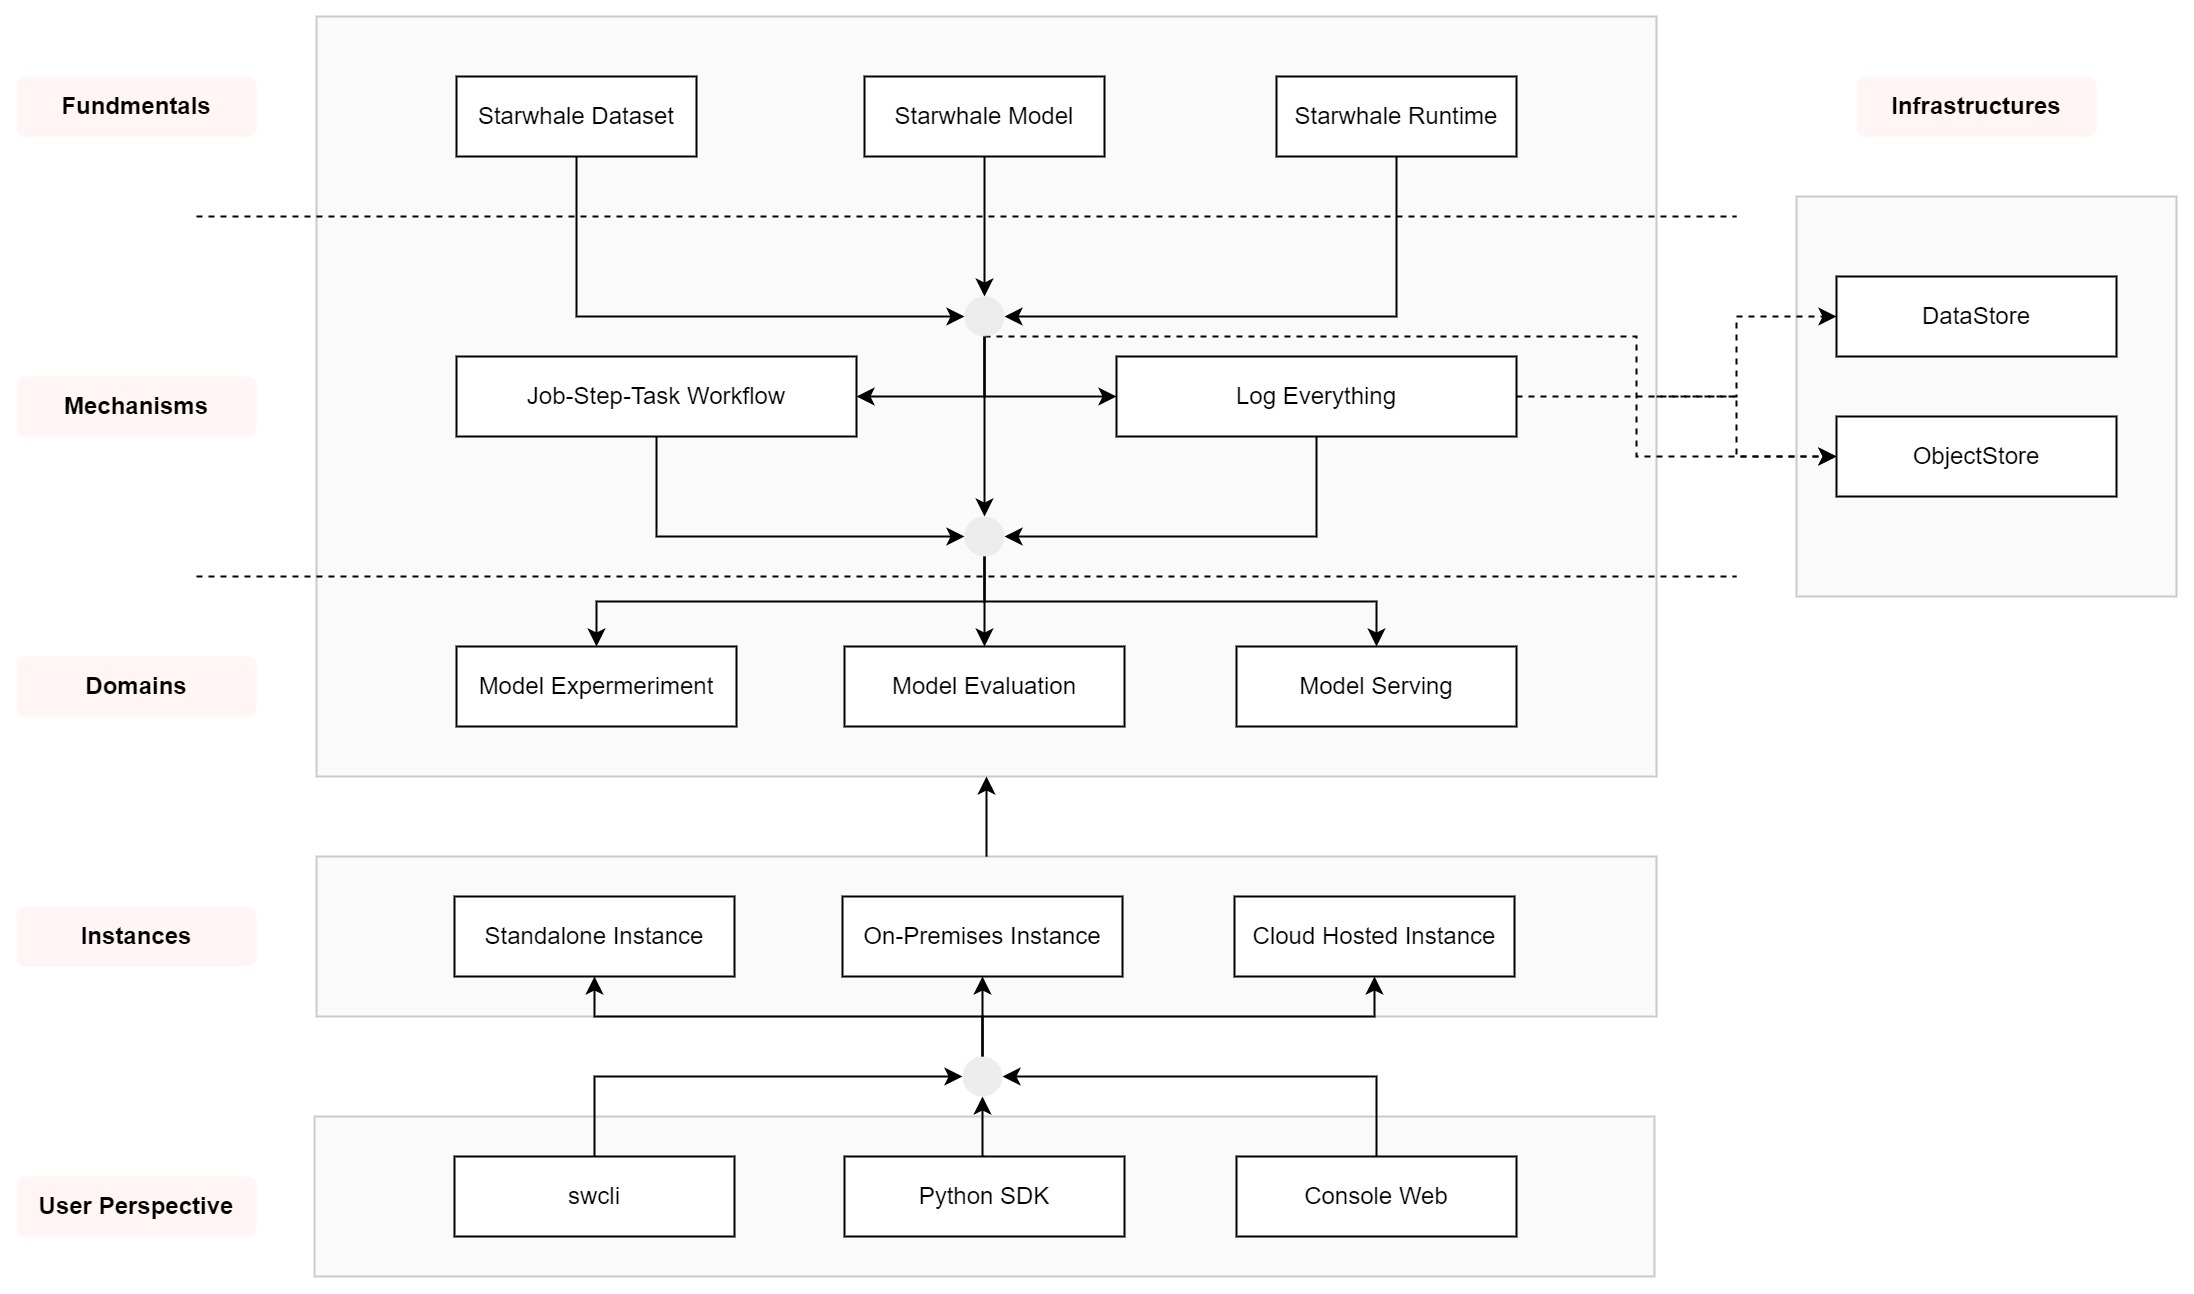 Fundmentals
Starwhale Dataset
Starwhale Model
Starwhale Runtime
Infrastructures
DataStore
Mechanisms
Job-Step-Task Workflow
Log Everything
ObjectStore
Domains
Model Expermeriment
Model Evaluation
Model Serving
Instances
Standalone Instance
On-Premises Instance
Cloud Hosted Instance
User Perspective
swcli
Python SDK
Console Web